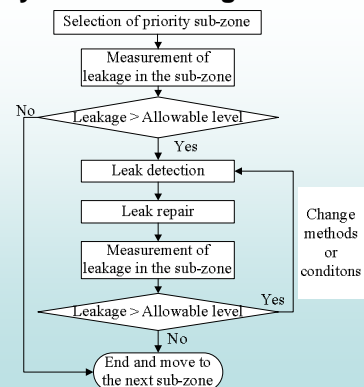 Selection of priority sub-zone
Measurement of
leakage in the sub-zone
No
Leakage > Allowable level
Yes
Leak detection
Leak repair
Change
methods
or
conditons
Measurement of
leakage in the sub-zone
Yes
Leakage > Allowable level
No
End and move to
the next sub-zone